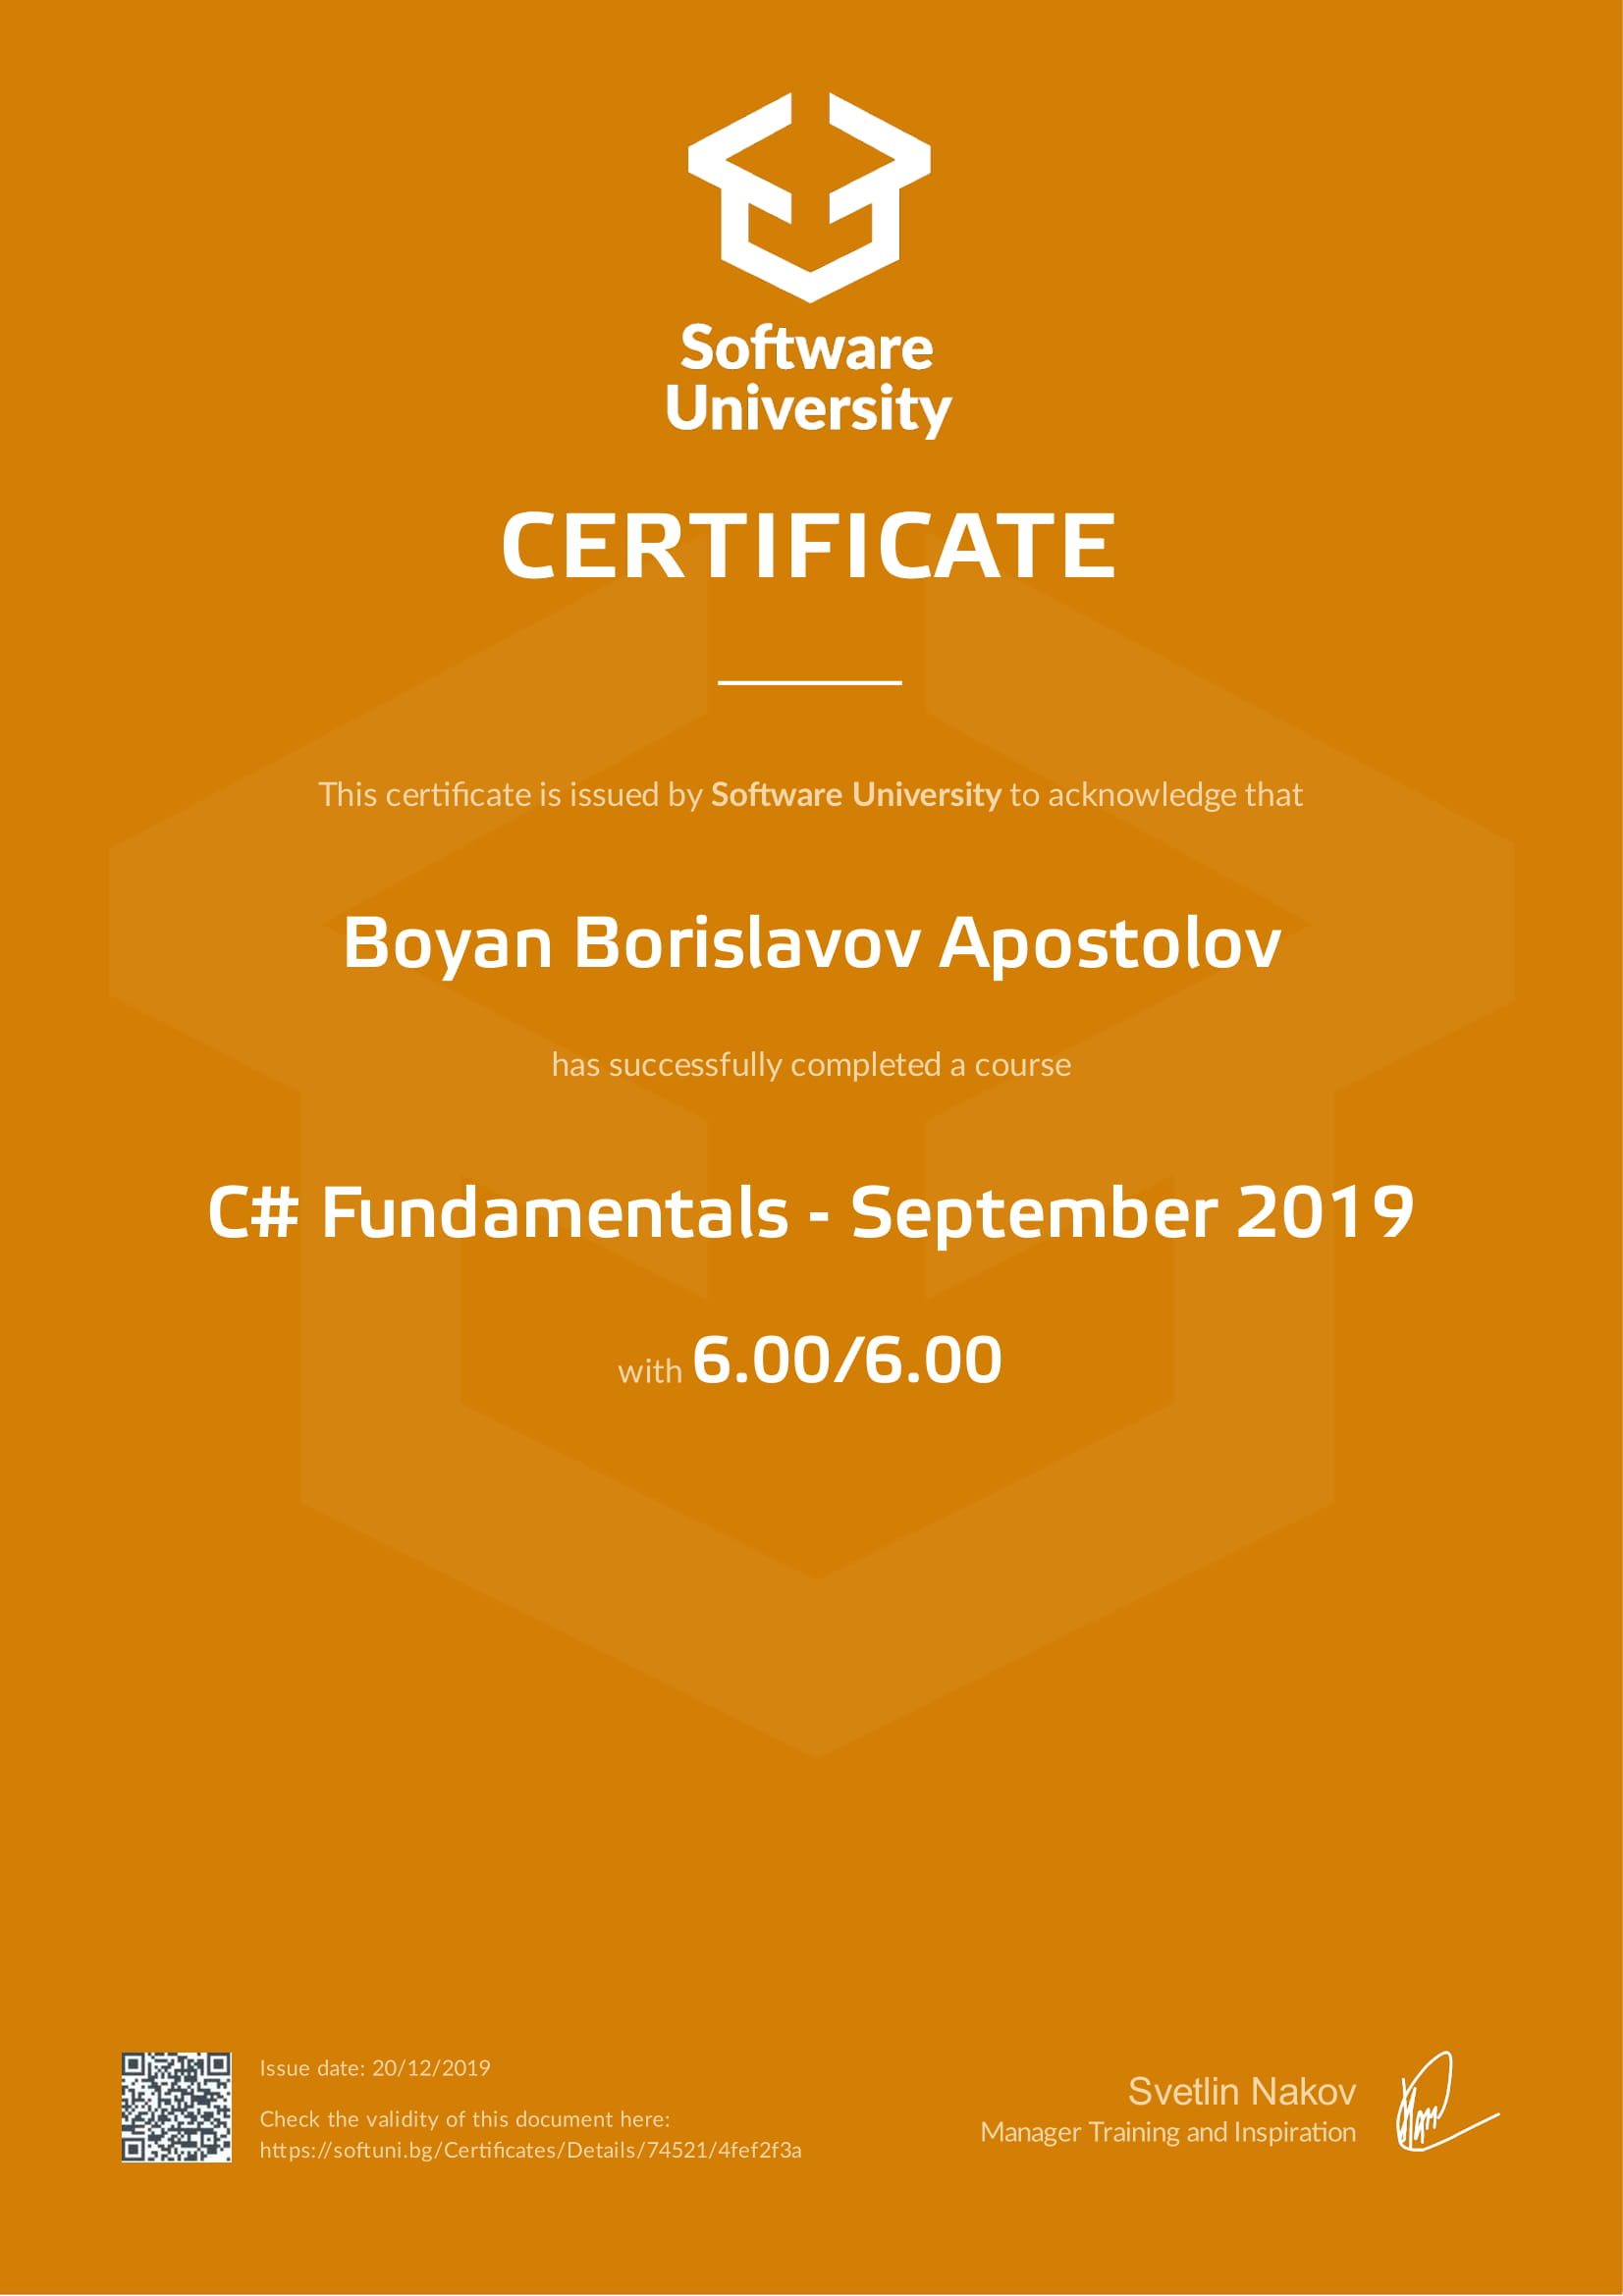 Software
University
CERTIFICATE
This certificate is issued by Software University to acknowledge that
Boyan Borislavov Apostolov
has successfully completed a course
C# Fundamentals - September 2019
with 6.00/6.00
Issue date: 20/12/2019
Check the validity of this document here:
https://softuni.bg/Certificates/Details/74521/4fef2f3a
Svetlin Nakov
Manager Training and Inspiration